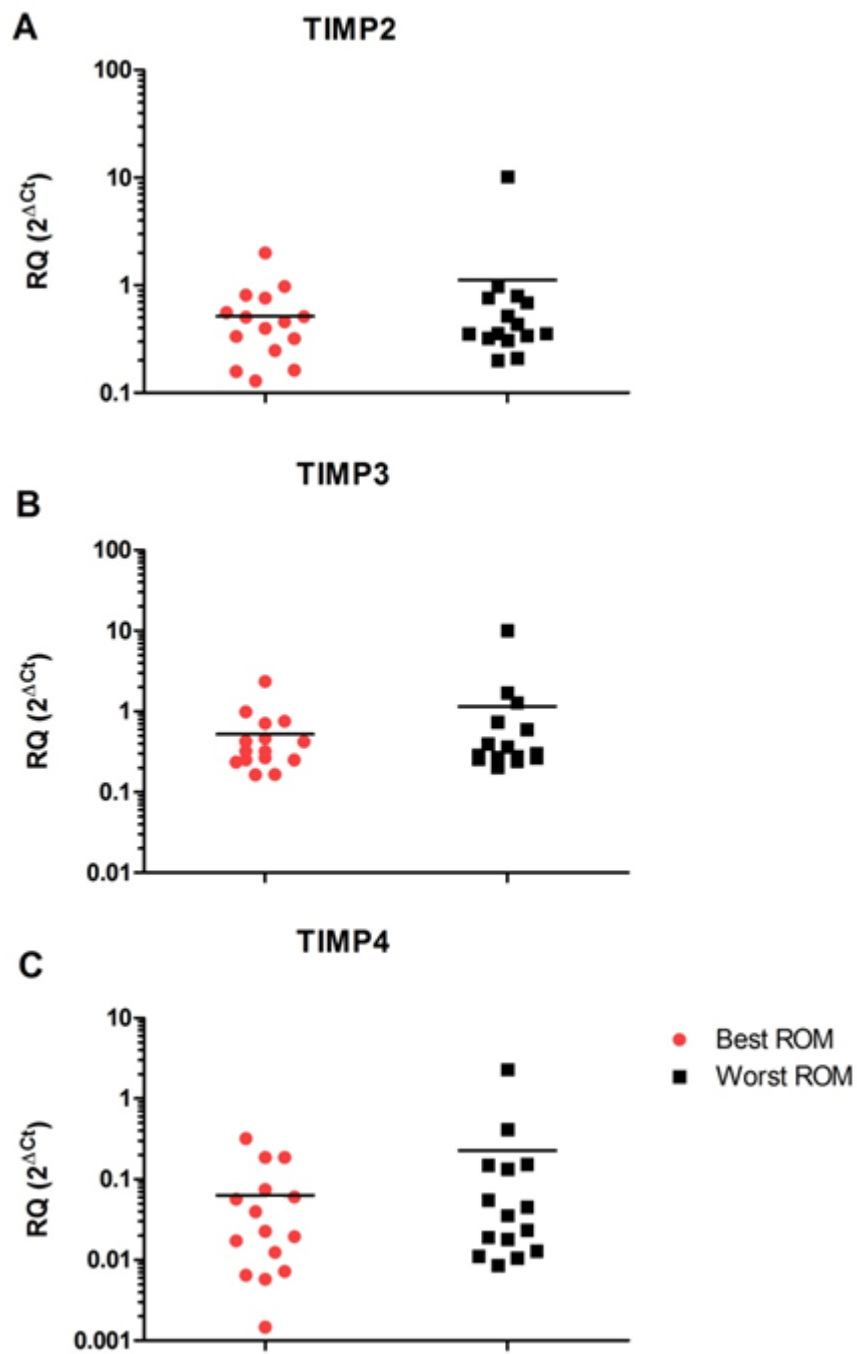 A
TIMP2
100
10
1
0.1
RQ (2^ΔCt)
B
TIMP3
100
10
1
0.1
0.01
RQ (2^ΔCt)
C
TIMP4
10
1
0.1
0.01
0.001
RQ (2^ΔCt)
Best ROM
Worst ROM